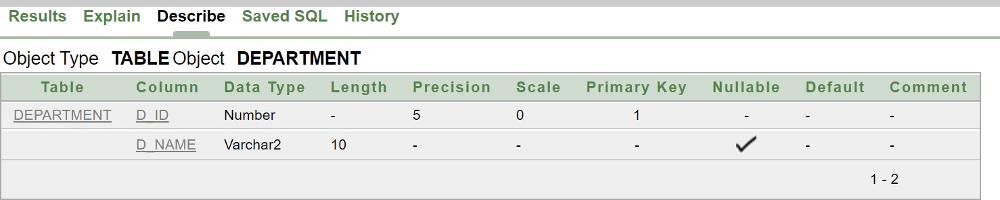 Results Explain Describe Saved SQL History
Object Type TABLE Object DEPARTMENT
Table Column Data Type Length Precision Scale Primary Key Nullable Default Comment
DEPARTMENT D_ID Number - 5 0 1 - - -
D_NAME Varchar2 10 - - - ✓ - -
1 - 2